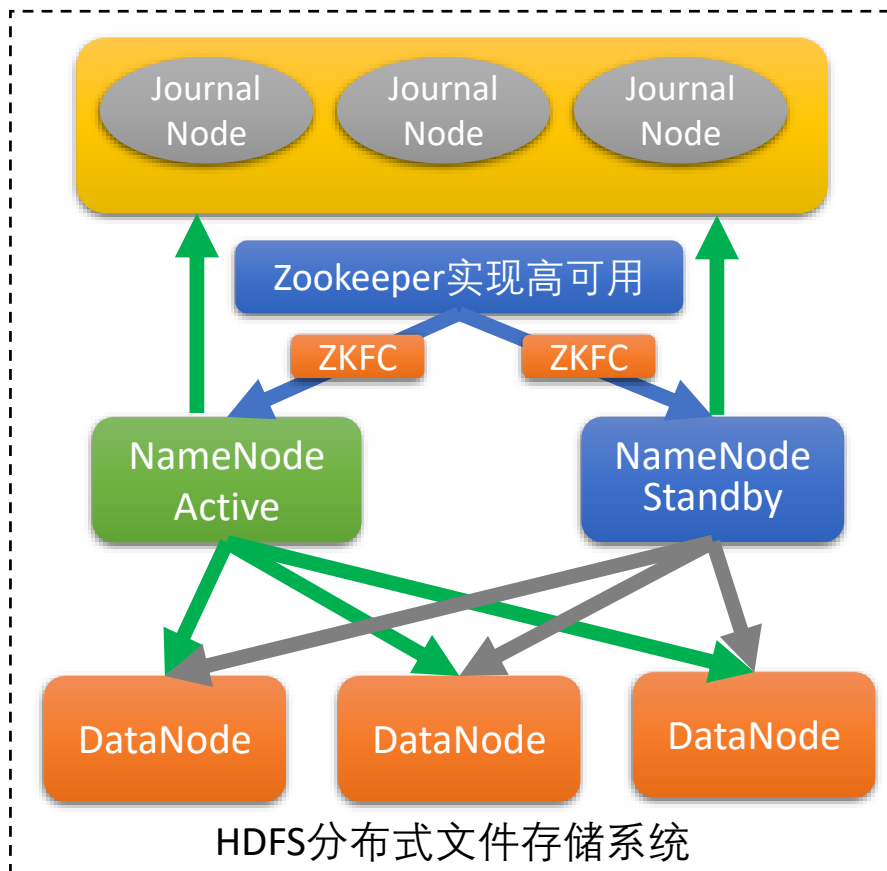 Journal
Node
Journal
Node
Journal
Node
Zookeeper实现高可用
ZKFC
ZKFC
NameNode
Active
NameNode
Standby
DataNode
DataNode
DataNode
HDFS分布式文件存储系统